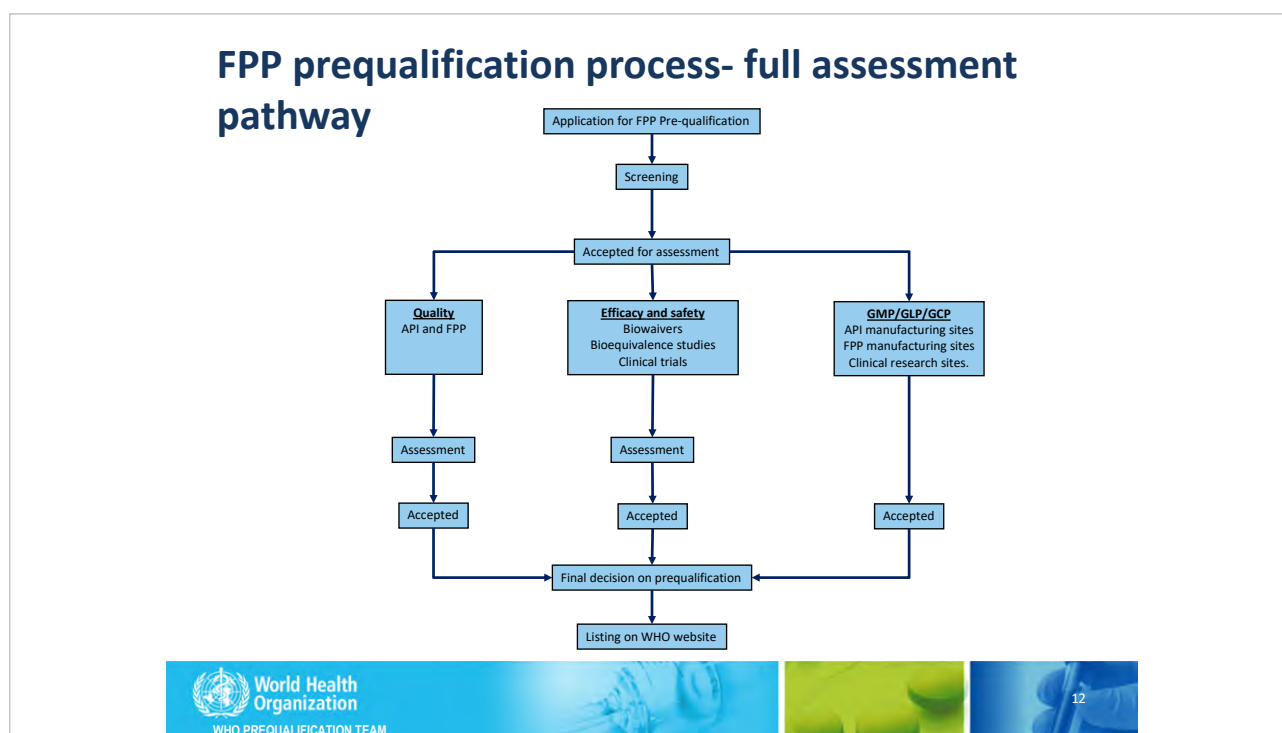 FPP prequalification process- full assessment
pathway
Application for FPP Pre-qualification
Screening
Accepted for assessment
Quality
API and FPP
Efficacy and safety
Biowaivers
Bioequivalence studies
Clinical trials
GMP/GLP/GCP
API manufacturing sites
FPP manufacturing sites
Clinical research sites.
Assessment
Assessment
Accepted
Accepted
Accepted
Final decision on prequalification
Listing on WHO website
World Health
Organization
WHO PREQUALIFICATION TEAM
12